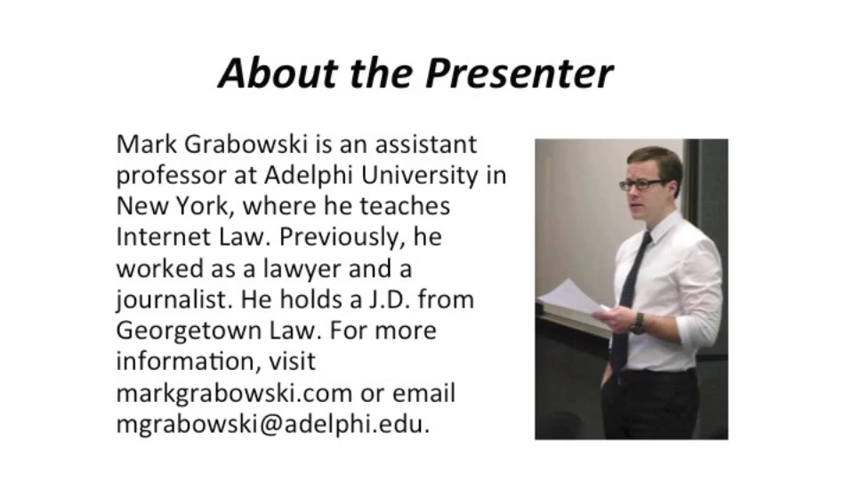 About the Presenter
Mark Grabowski is an assistant
professor at Adelphi University in
New York, where he teaches
Internet Law. Previously, he
worked as a lawyer and a
journalist. He holds a J.D. from
Georgetown Law. For more
information, visit
markgrabowski.com or email
mgrabowski@adelphi.edu.